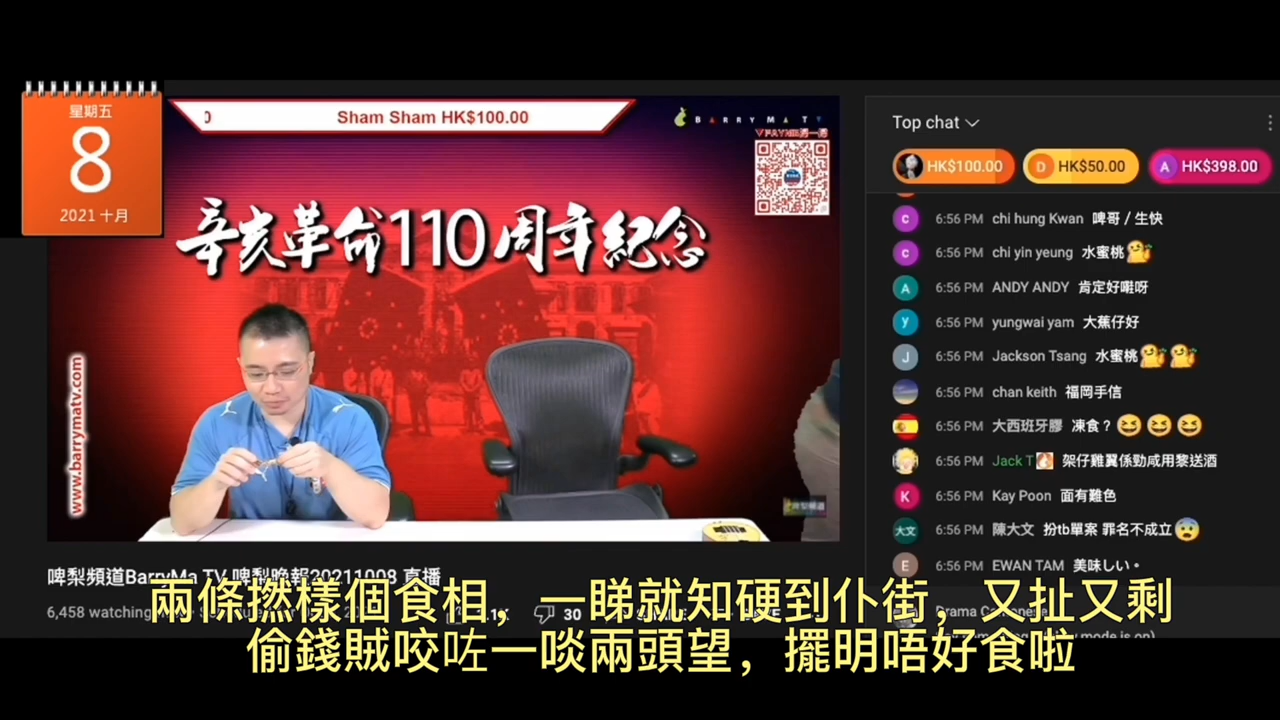 星期五
8
2021 十月
Sham Sham HK$100.00
BARRYMATV
辛亥革命110周年紀念
www.barrymatv.com
啤梨頻道BarryMa TV 啤梨晚報20211008 直播
6,458 watching
30
Top chat
HK$100.00
D HK$50.00
A HK$398.00
c 6:56 PM chi hung Kwan 啤哥 / 生快
c 6:56 PM chi yin yeung 水蜜桃
A 6:56 PM ANDY ANDY 肯定好嘅呀
y 6:56 PM yungwai yam 大蕉仔好
J 6:56 PM Jackson Tsang 水蜜桃
6:56 PM chan keith 福岡手信
6:56 PM 大西班牙膠 凍食？
6:56 PM Jack T 架仔雞翼係勁咸用黎送酒
K 6:56 PM Kay Poon 面有難色
大文 6:56 PM 陳大文 扮tb單案 罪名不成立
E 6:56 PM EWAN TAM 美味しい。
兩條撚樣個食相，一睇就知硬到仆街，又扯又剩
偷錢賊咬咗一啖兩頭望，擺明唔好食啦